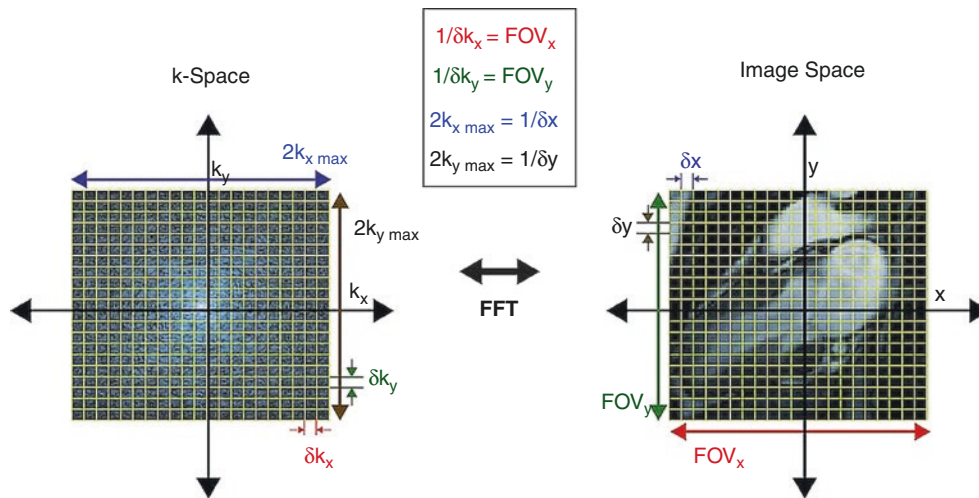 1/δkx = FOVx
1/δky = FOVy
2kx max = 1/δx
2ky max = 1/δy
k-Space
Image Space
2kx max
ky
2ky max
kx
δky
δkx
FFT
δx
y
δy
x
FOVy
FOVx